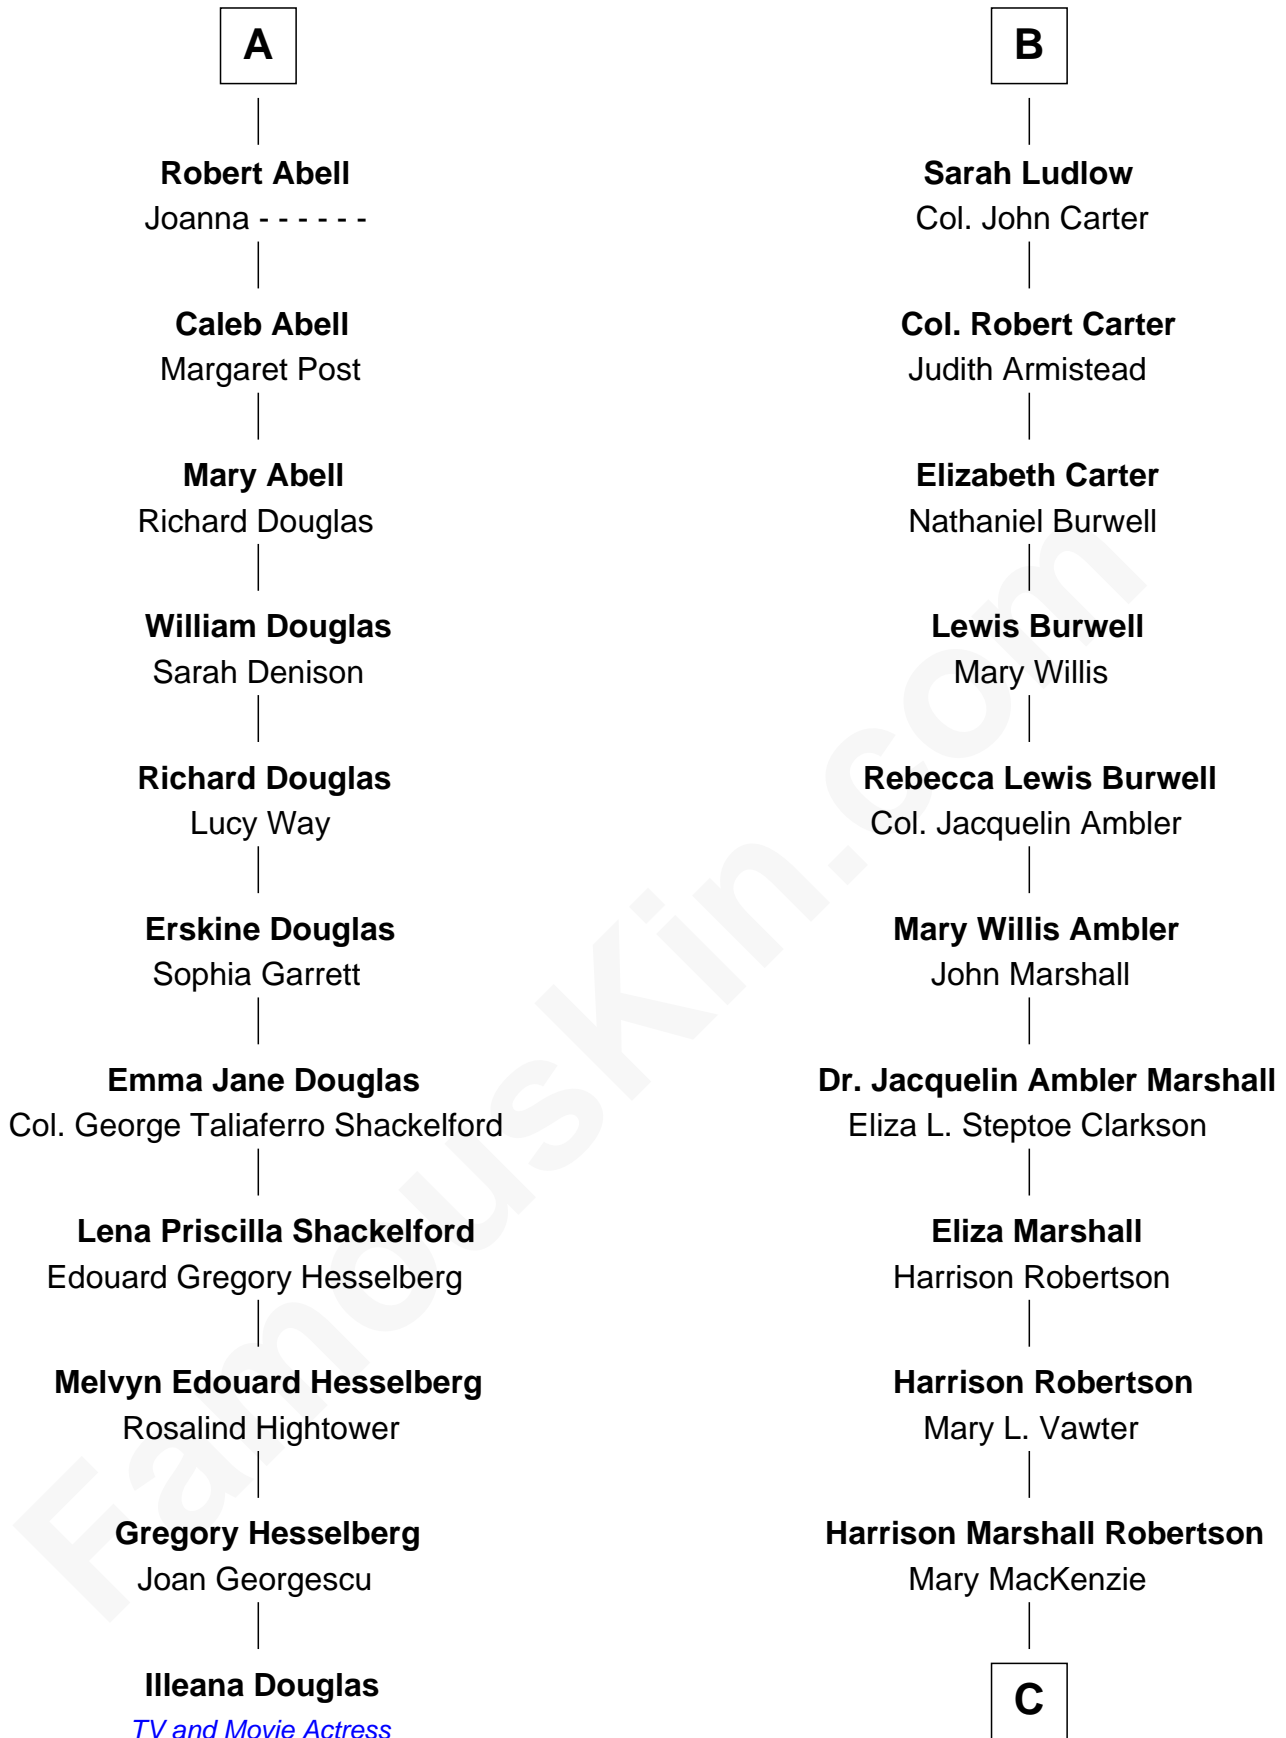 A
Robert Abell
Joanna - - - - - -
Caleb Abell
Margaret Post
Mary Abell
Richard Douglas
William Douglas
Sarah Denison
Richard Douglas
Lucy Way
Erskine Douglas
Sophia Garrett
Emma Jane Douglas
Col. George Taliaferro Shackelford
Lena Priscilla Shackelford
Edouard Gregory Hesselberg
Melvyn Edouard Hesselberg
Rosalind Hightower
Gregory Hesselberg
Joan Georgescu
Illeana Douglas
TV and Movie Actress
B
Sarah Ludlow
Col. John Carter
Col. Robert Carter
Judith Armistead
Elizabeth Carter
Nathaniel Burwell
Lewis Burwell
Mary Willis
Rebecca Lewis Burwell
Col. Jacquelin Ambler
Mary Willis Ambler
John Marshall
Dr. Jacquelin Ambler Marshall
Eliza L. Steptoe Clarkson
Eliza Marshall
Harrison Robertson
Harrison Robertson
Mary L. Vawter
Harrison Marshall Robertson
Mary MacKenzie
C
FamousKin.com